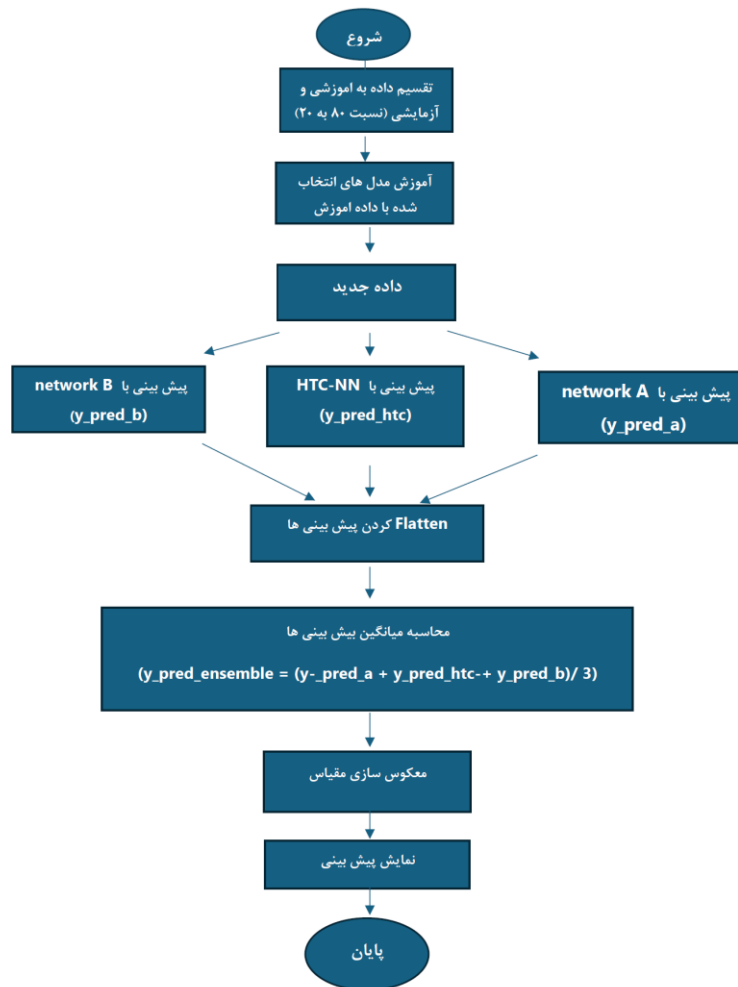 شروع
تقسیم داده به اموزشی و
آزمایشی (نسبت ۸۰ به ۲۰)
آموزش مدل های انتخاب
شده با داده اموزش
داده جدید
پیش بینی با network A
(y_pred_a)
پیش بینی با HTC-NN
(y_pred_htc)
پیش بینی با network B
(y_pred_b)
Flatten کردن پیش بینی ها
محاسبه میانگین بیش بینی ها
(y_pred_ensemble = (y-_pred_a + y_pred_htc-+ y_pred_b)/ 3)
معکوس سازی مقیاس
نمایش پیش بینی
پایان